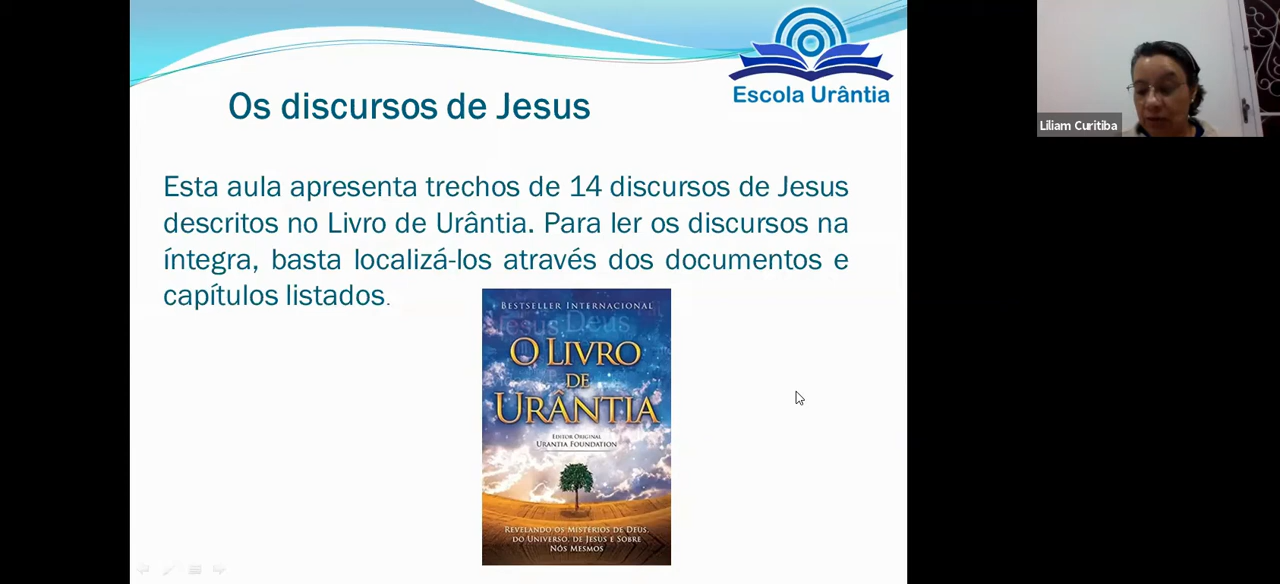 Escola Urântia
Os discursos de Jesus
Esta aula apresenta trechos de 14 discursos de Jesus
descritos no Livro de Urântia. Para ler os discursos na
íntegra, basta localizá-los através dos documentos e
capítulos listados.
BESTSELLER INTERNACIONAL
Jesus Deus
O LIVRO
DE
URÂNTIA
EDITOR ORIGINAL
URANTIA FOUNDATION
REVELANDO OS MISTÉRIOS DE DEUS,
DO UNIVERSO, DE JESUS E SOBRE
NÓS MESMOS
Liliam Curitiba